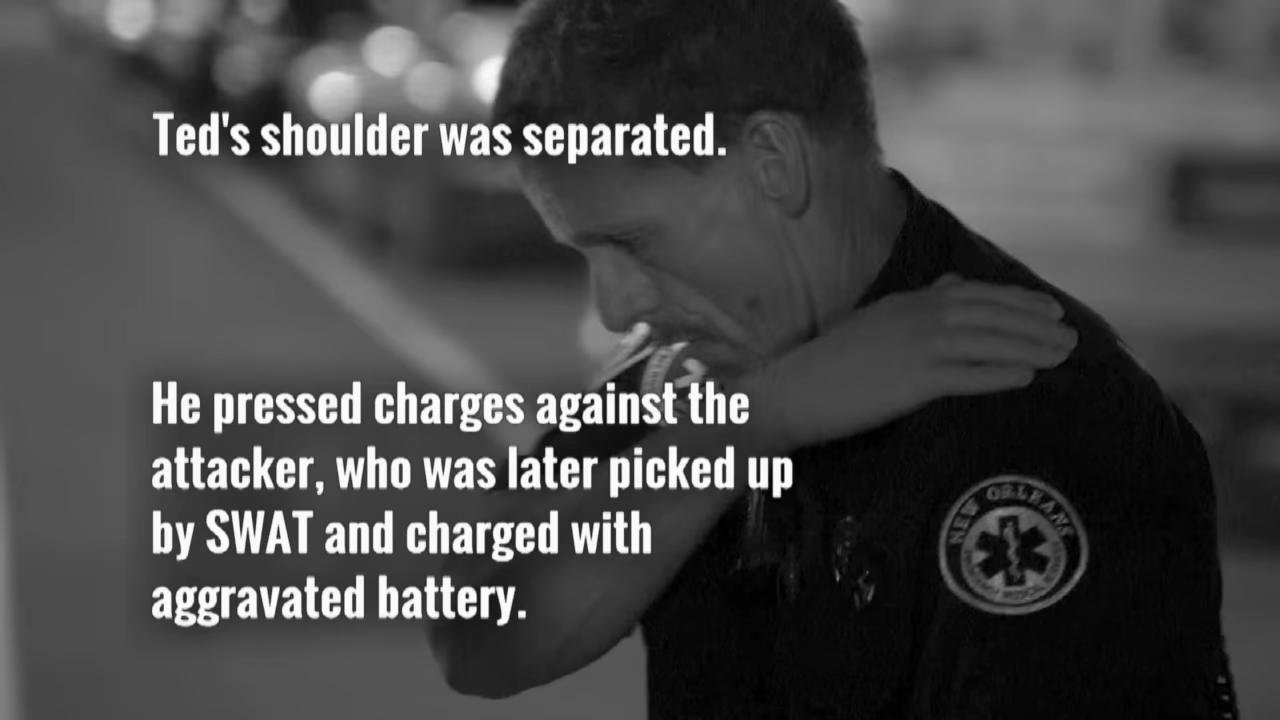 Ted's shoulder was separated.
He pressed charges against the
attacker, who was later picked up
by SWAT and charged with
aggravated battery.
NEW ORLEANS